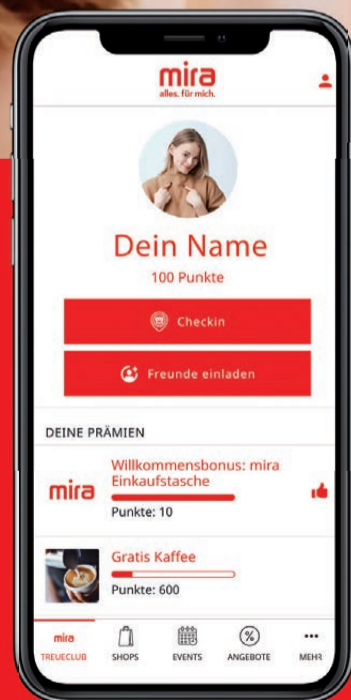 mira
alles. für mich.
Dein Name
100 Punkte
Checkin
Freunde einladen
DEINE PRÄMIEN
mira
Willkommensbonus: mira
Einkaufstasche
Punkte: 10
Gratis Kaffee
Punkte: 600
mira
TREUECLUB
SHOPS
EVENTS
%
ANGEBOTE
MEHR